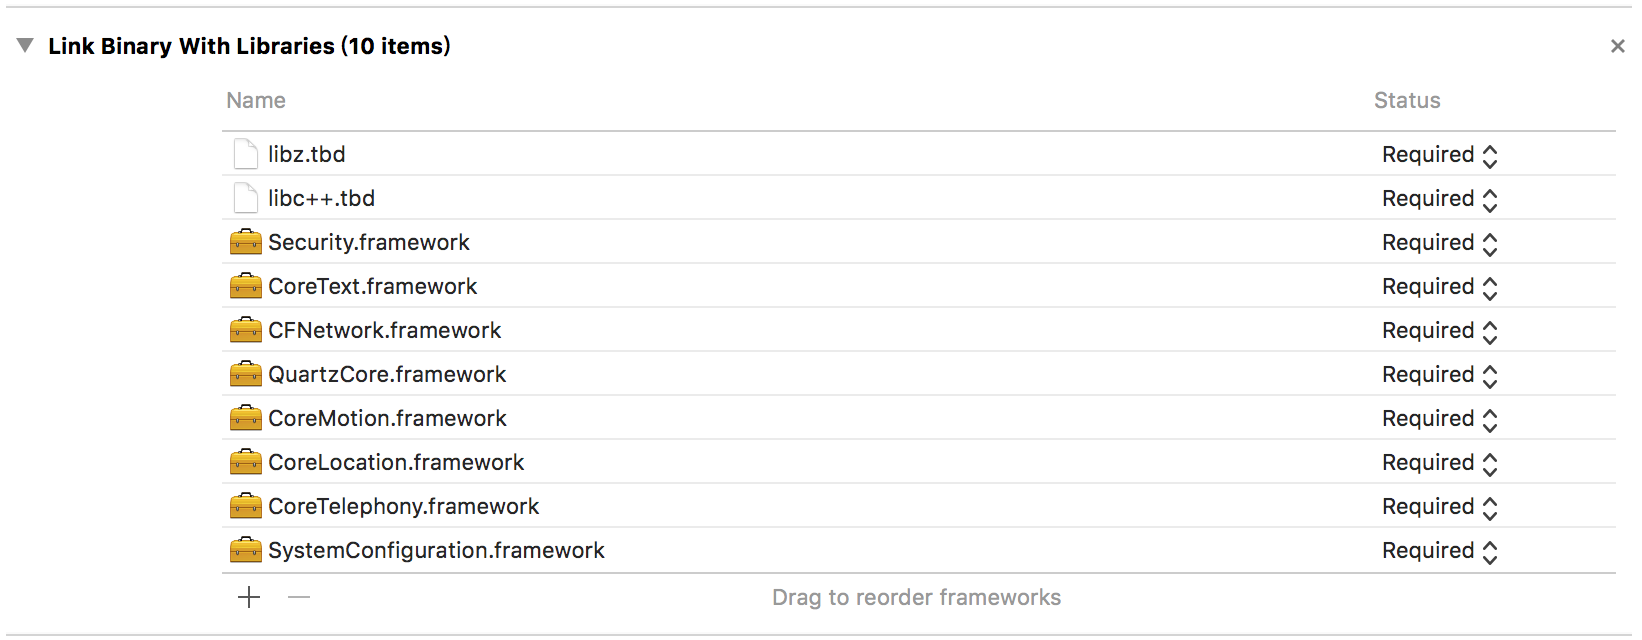 Link Binary With Libraries (10 items)
Name Status
libz.tbd Required
libc++.tbd Required
Security.framework Required
CoreText.framework Required
CFNetwork.framework Required
QuartzCore.framework Required
CoreMotion.framework Required
CoreLocation.framework Required
CoreTelephony.framework Required
SystemConfiguration.framework Required
Drag to reorder frameworks